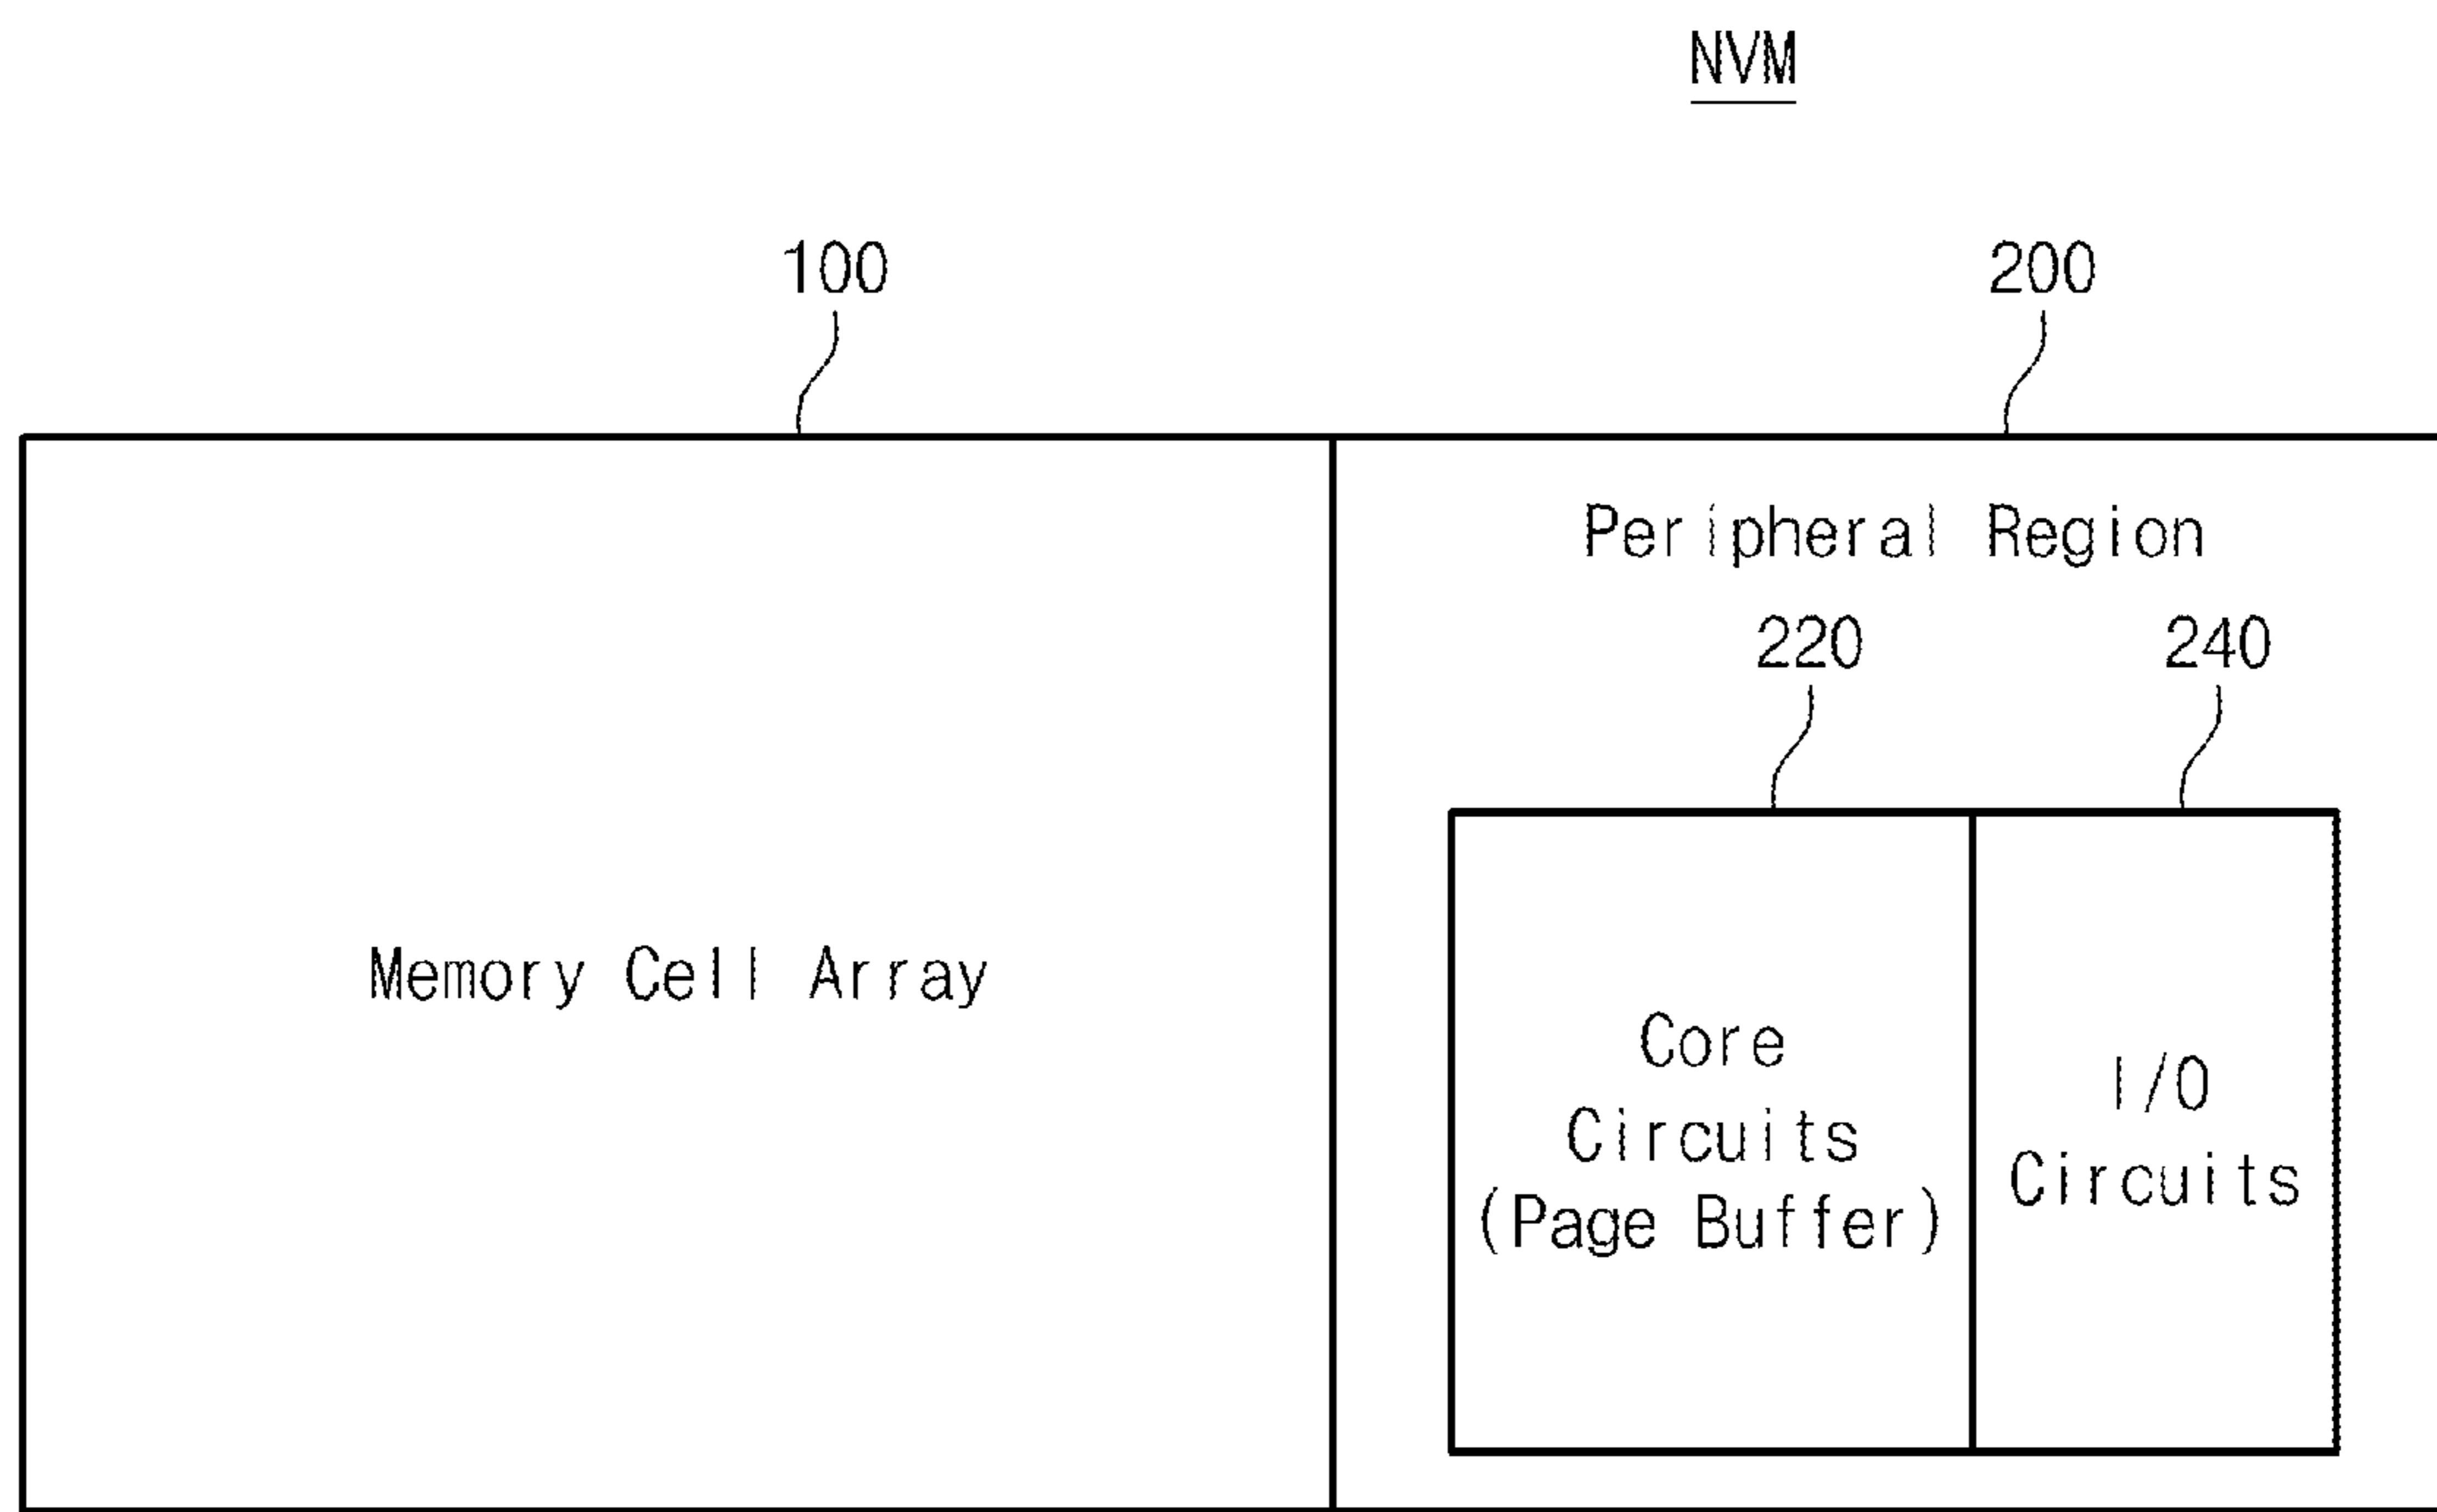 NVM
100
200
Peripheral Region
220
240
Memory Cell Array
Core
Circuits
(Page Buffer)
I/O
Circuits